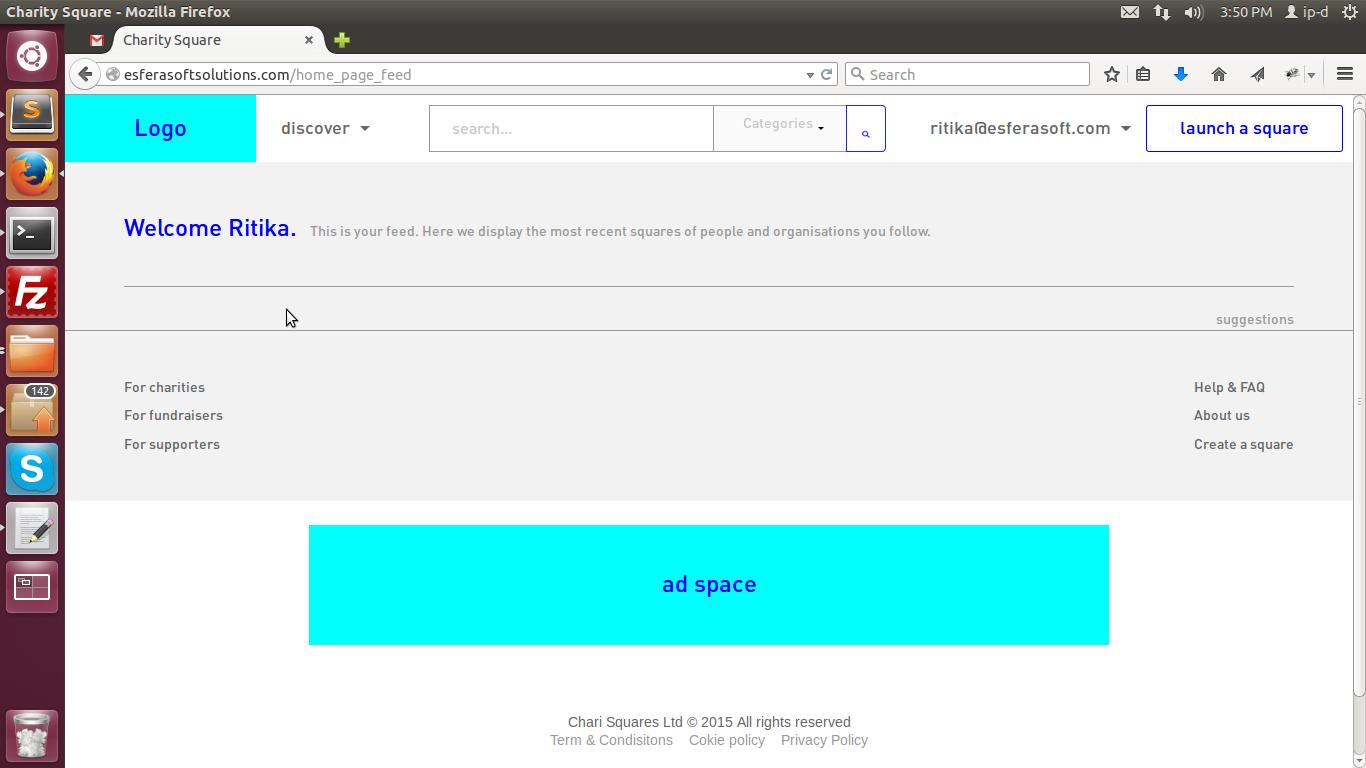 Charity Square - Mozilla Firefox
3:50 PM ip-d
Charity Square
esferasoftsolutions.com/home_page_feed
Search
Logo
discover
search...
Categories
ritika@esferasoft.com
launch a square
Welcome Ritika. This is your feed. Here we display the most recent squares of people and organisations you follow.
suggestions
For charities
For fundraisers
For supporters
Help & FAQ
About us
Create a square
142
S
Fz
S
ad space
Chari Squares Ltd © 2015 All rights reserved
Term & Condisitons Cokie policy Privacy Policy